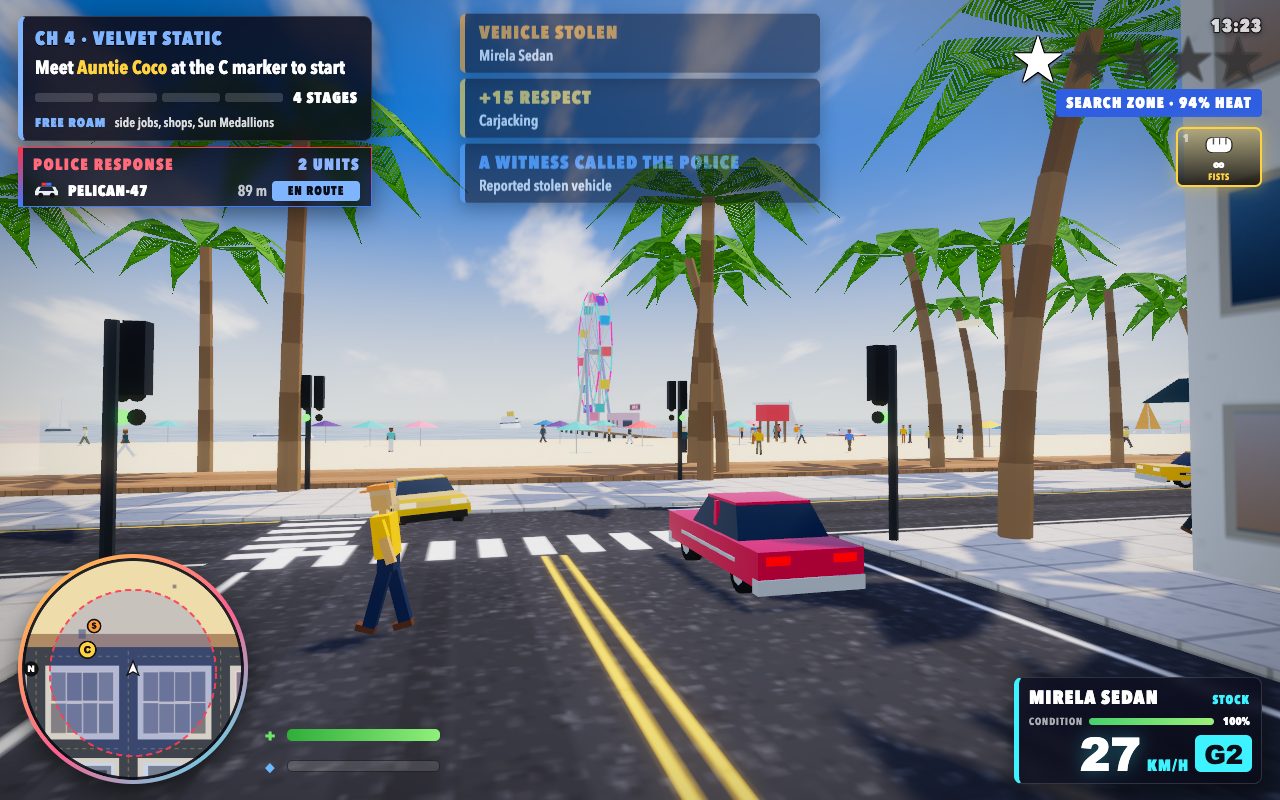 CH 4 · VELVET STATIC
Meet Auntie Coco at the C marker to start
4 STAGES
FREE ROAM side jobs, shops, Sun Medallions
POLICE RESPONSE 2 UNITS
PELICAN-47 89 m EN ROUTE
VEHICLE STOLEN
Mirela Sedan
+15 RESPECT
Carjacking
A WITNESS CALLED THE POLICE
Reported stolen vehicle
13:23
SEARCH ZONE · 94% HEAT
1
∞
FISTS
$
C
N
MIRELA SEDAN STOCK
CONDITION 100%
27 KM/H G2